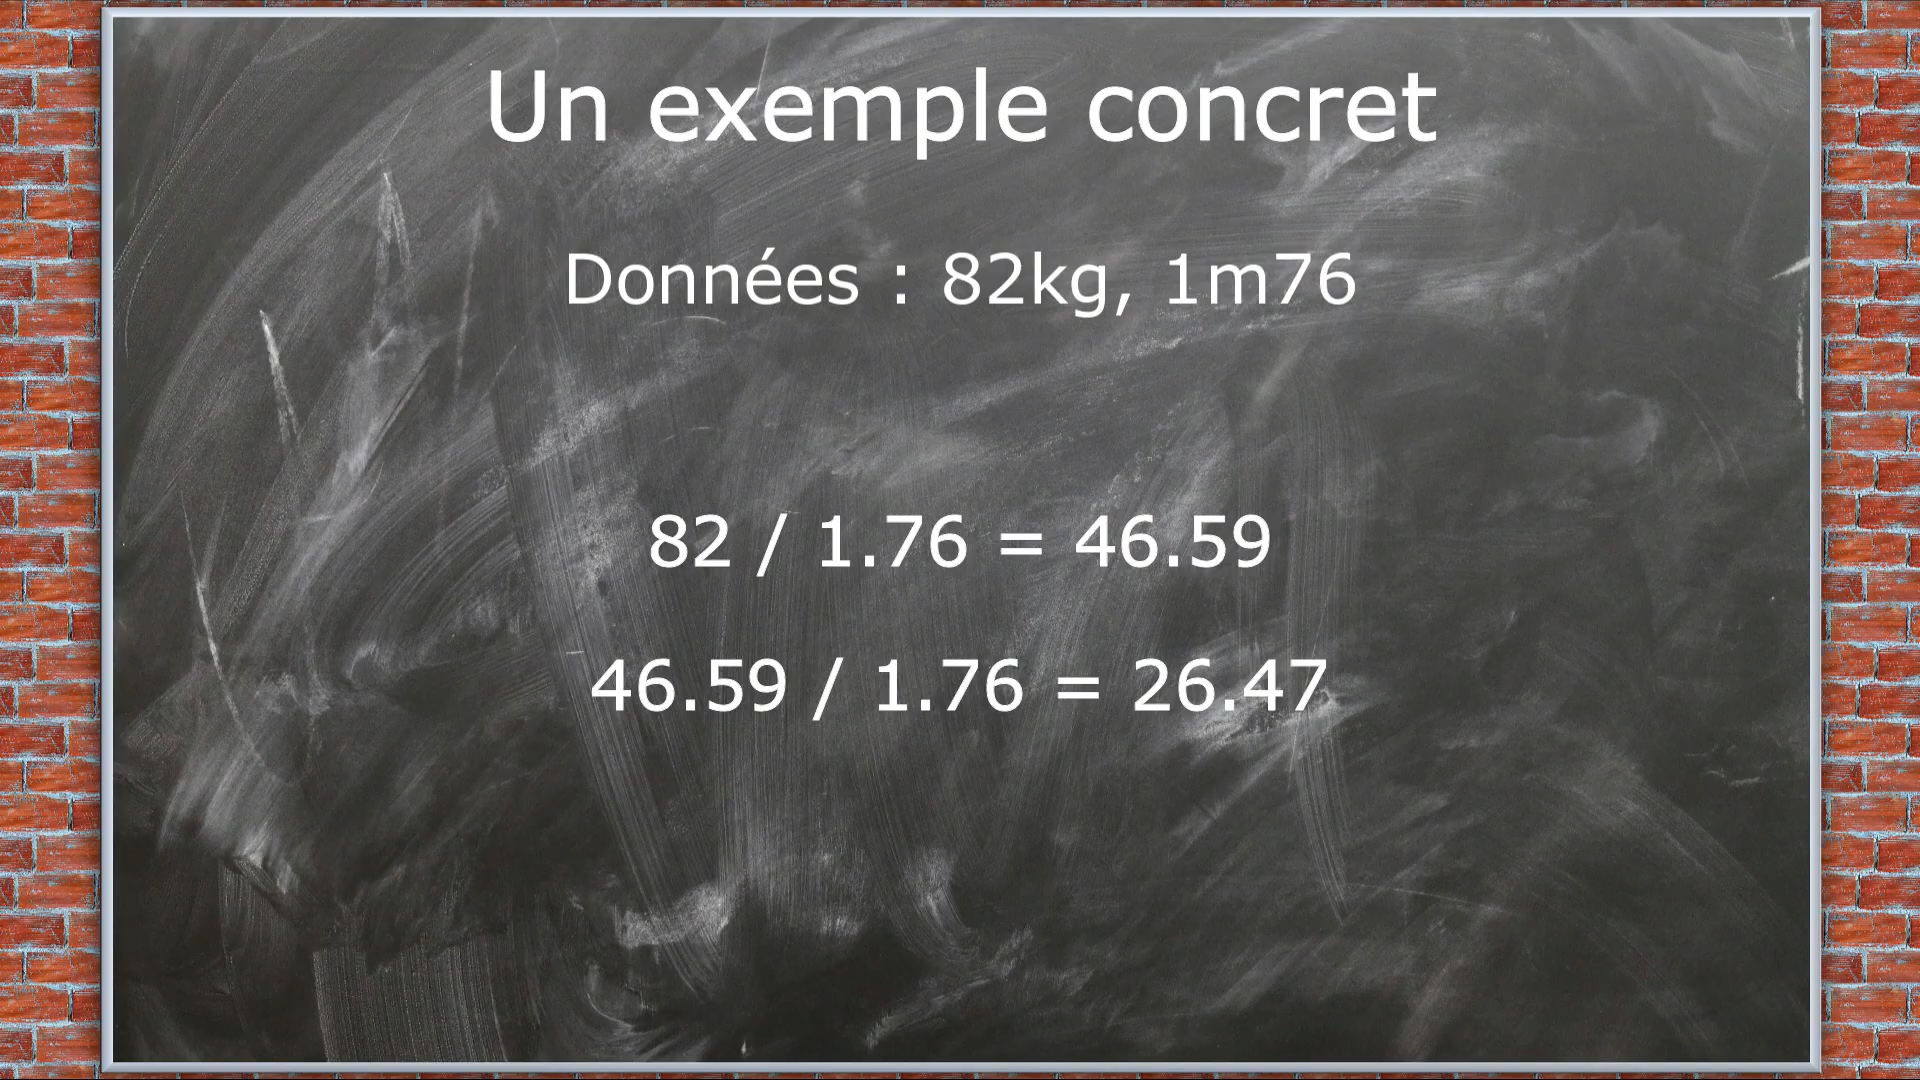 Un exemple concret
Données : 82kg, 1m76
82 / 1.76 = 46.59
46.59 / 1.76 = 26.47